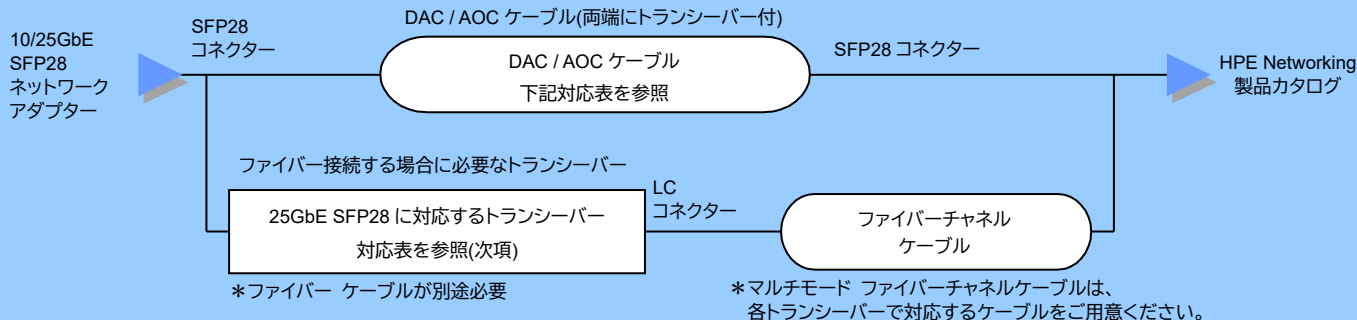 10/25GbE
SFP28
ネットワーク
アダプター
SFP28
コネクター
DAC / AOC ケーブル(両端にトランシーバー付)
DAC / AOC ケーブル
下記対応表を参照
SFP28 コネクター
HPE Networking
製品カタログ
ファイバー接続する場合に必要なトランシーバー
25GbE SFP28 に対応するトランシーバー
対応表を参照(次項)
LC
コネクター
ファイバーチャネル
ケーブル
＊ファイバー ケーブルが別途必要
＊マルチモード ファイバーチャネルケーブルは、
各トランシーバーで対応するケーブルをご用意ください。